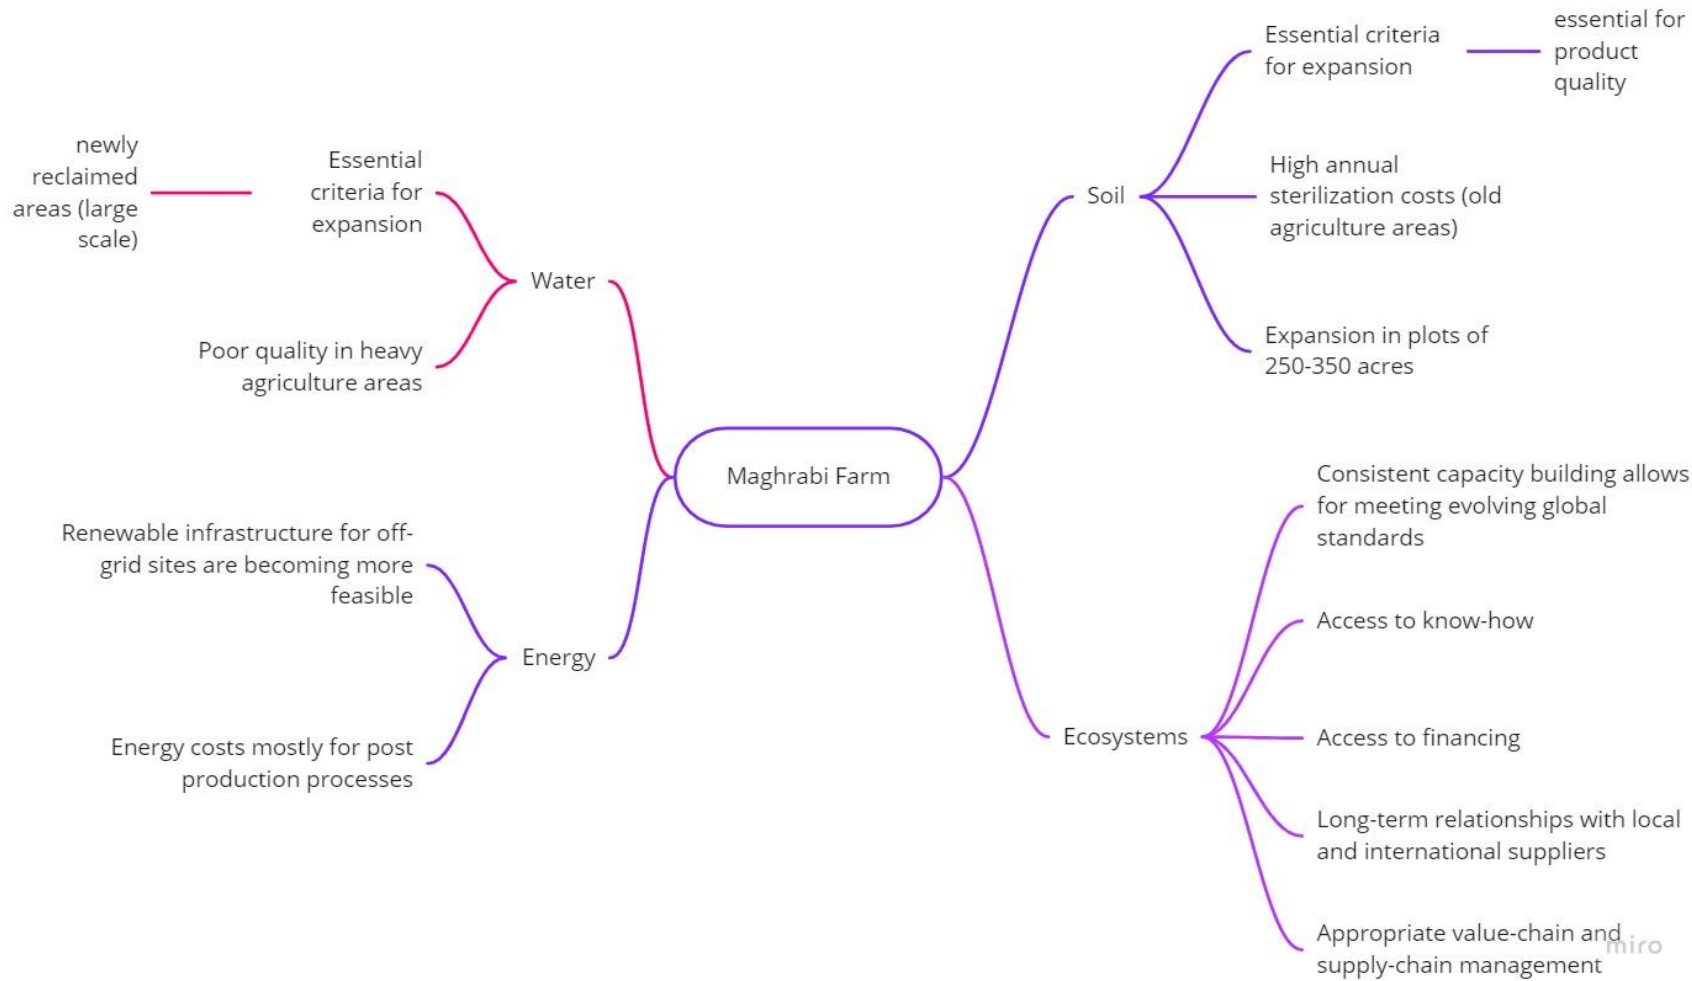 Maghrabi Farm
Water
Essential
criteria for
expansion
newly
reclaimed
areas (large
scale)
Poor quality in heavy
agriculture areas
Energy
Renewable infrastructure for off-
grid sites are becoming more
feasible
Energy costs mostly for post
production processes
Soil
Essential criteria
for expansion
essential for
product
quality
High annual
sterilization costs (old
agriculture areas)
Expansion in plots of
250-350 acres
Ecosystems
Consistent capacity building allows
for meeting evolving global
standards
Access to know-how
Access to financing
Long-term relationships with local
and international suppliers
Appropriate value-chain and
supply-chain management
miro